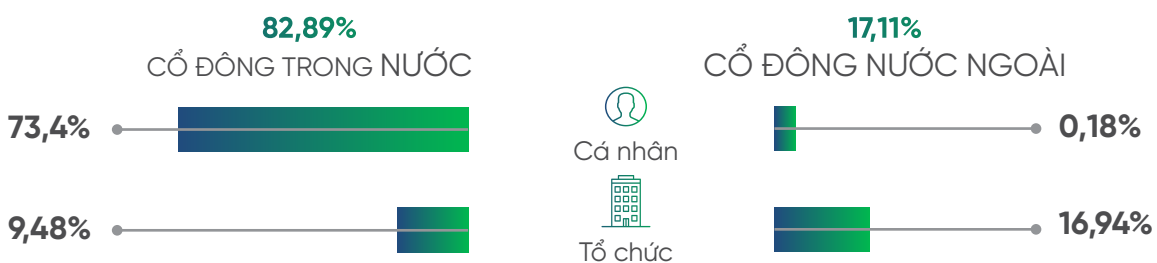 82,89%
CỔ ĐÔNG TRONG NƯỚC
17,11%
CỔ ĐÔNG NƯỚC NGOÀI
73,4%
Cá nhân
0,18%
9,48%
Tổ chức
16,94%